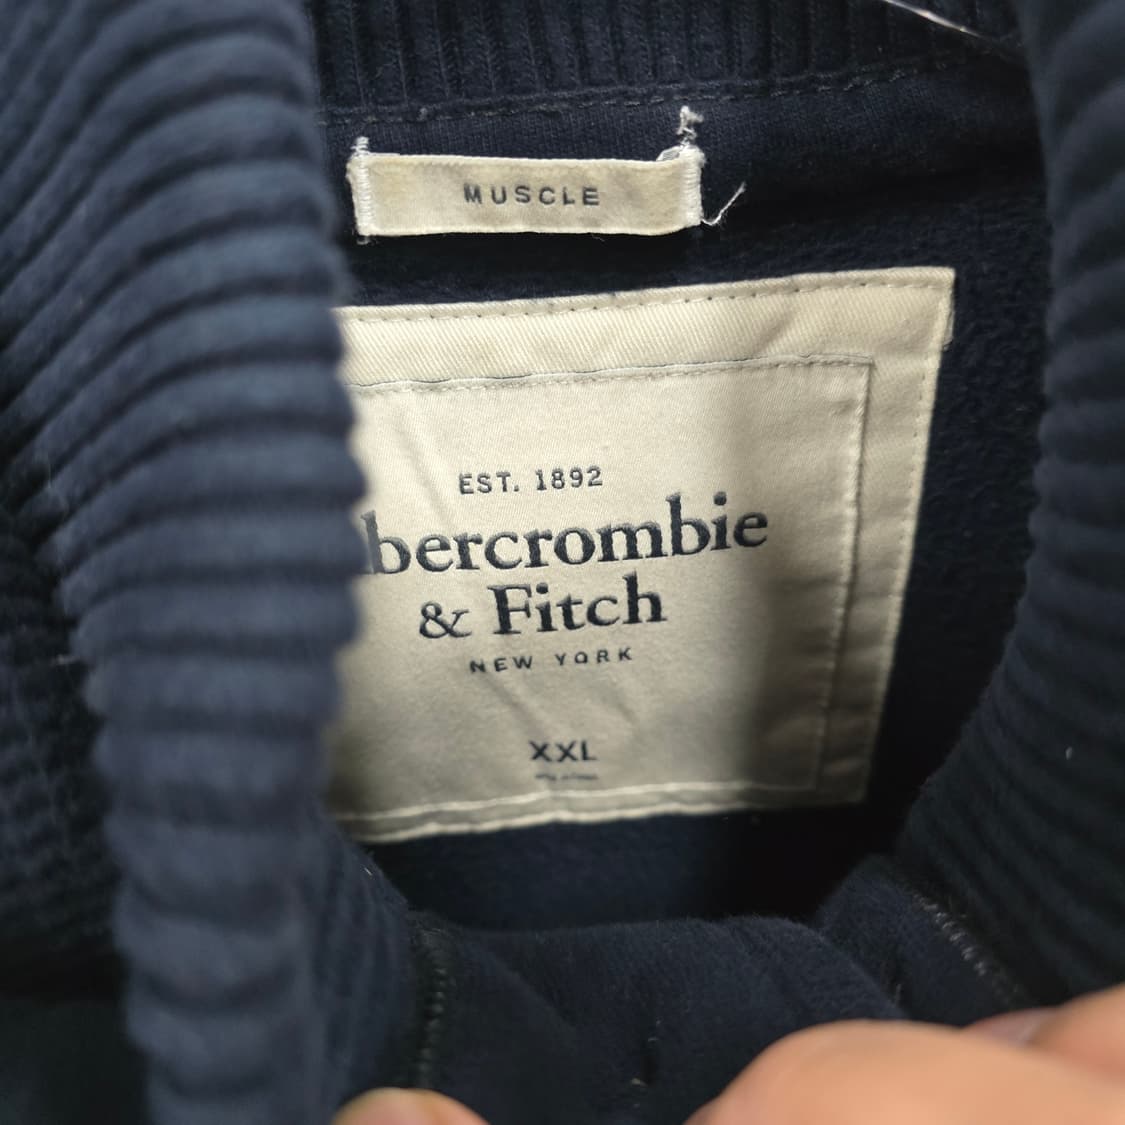 MUSCLE
EST. 1892
bercrombie
& Fitch
NEW YORK
XXL